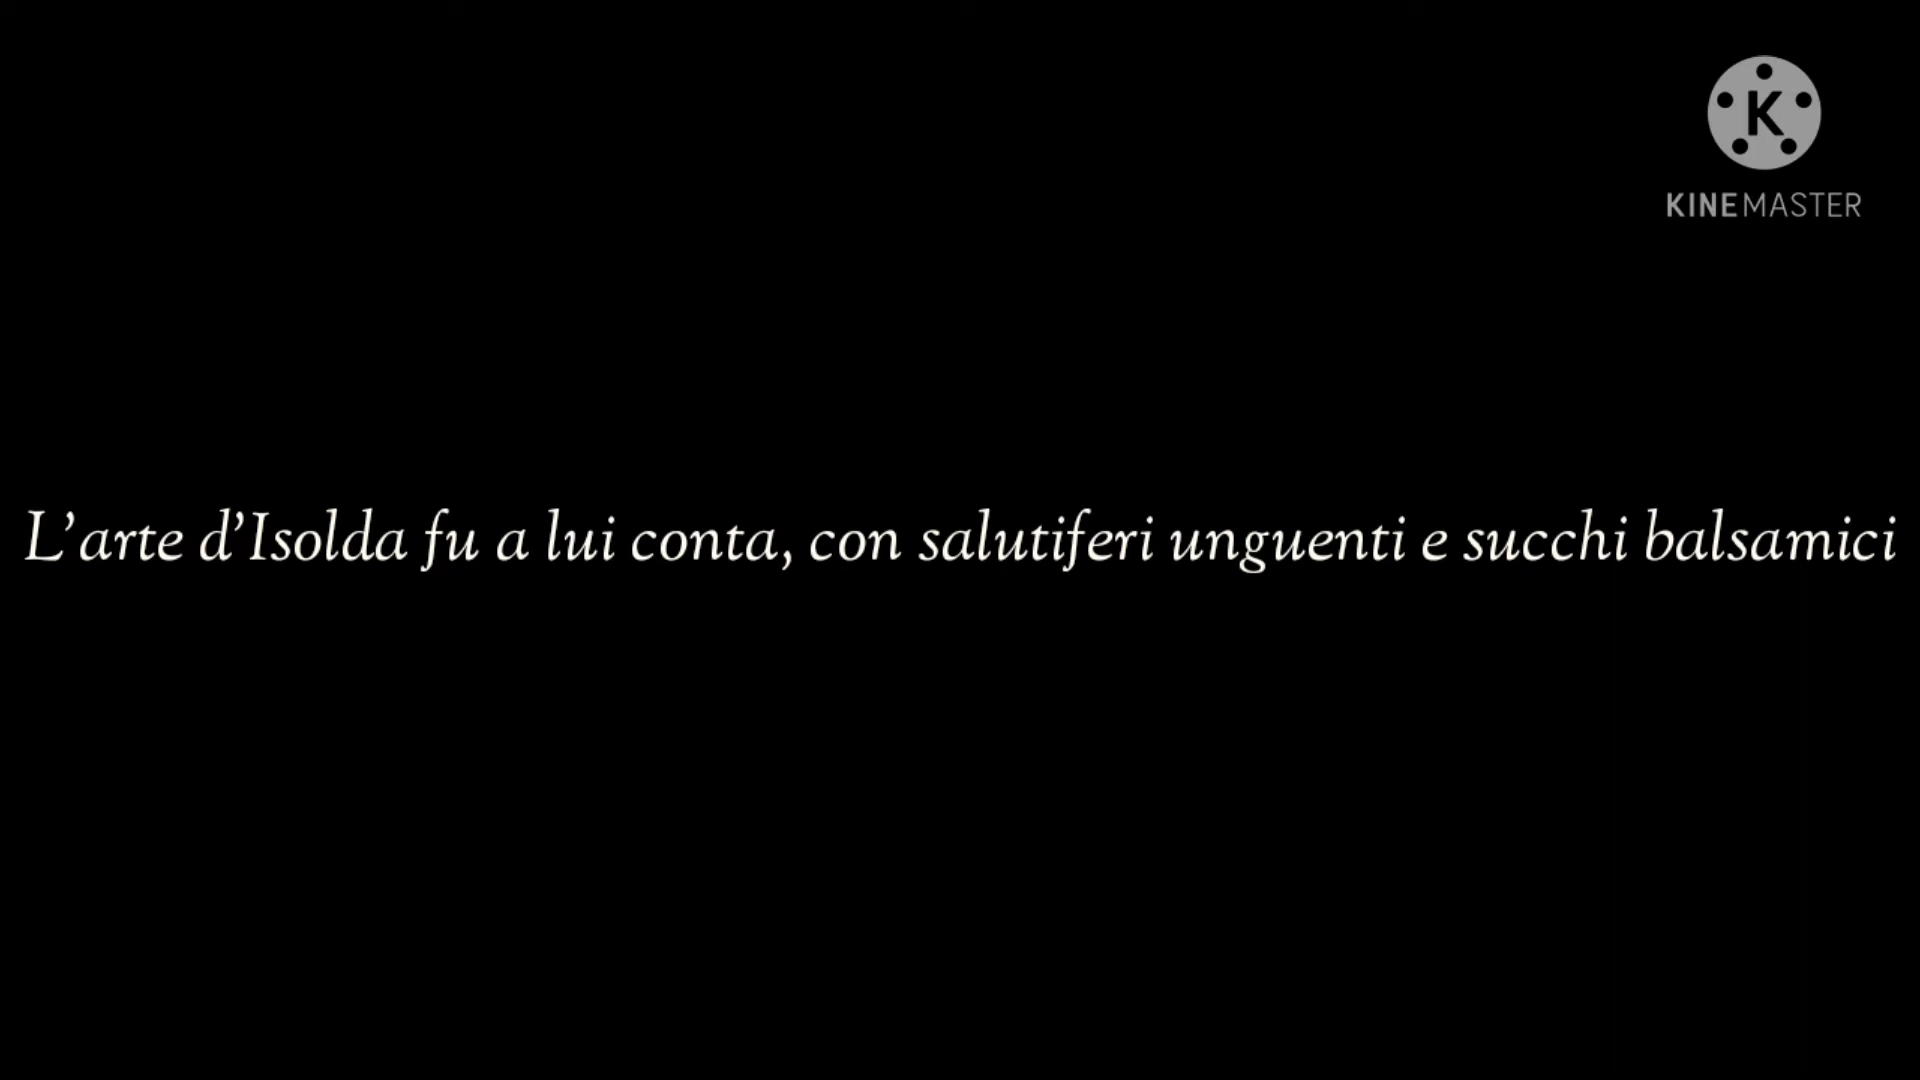 K
KINEMASTER
L’arte d’Isolda fu a lui conta, con salutiferi unguenti e succhi balsamici